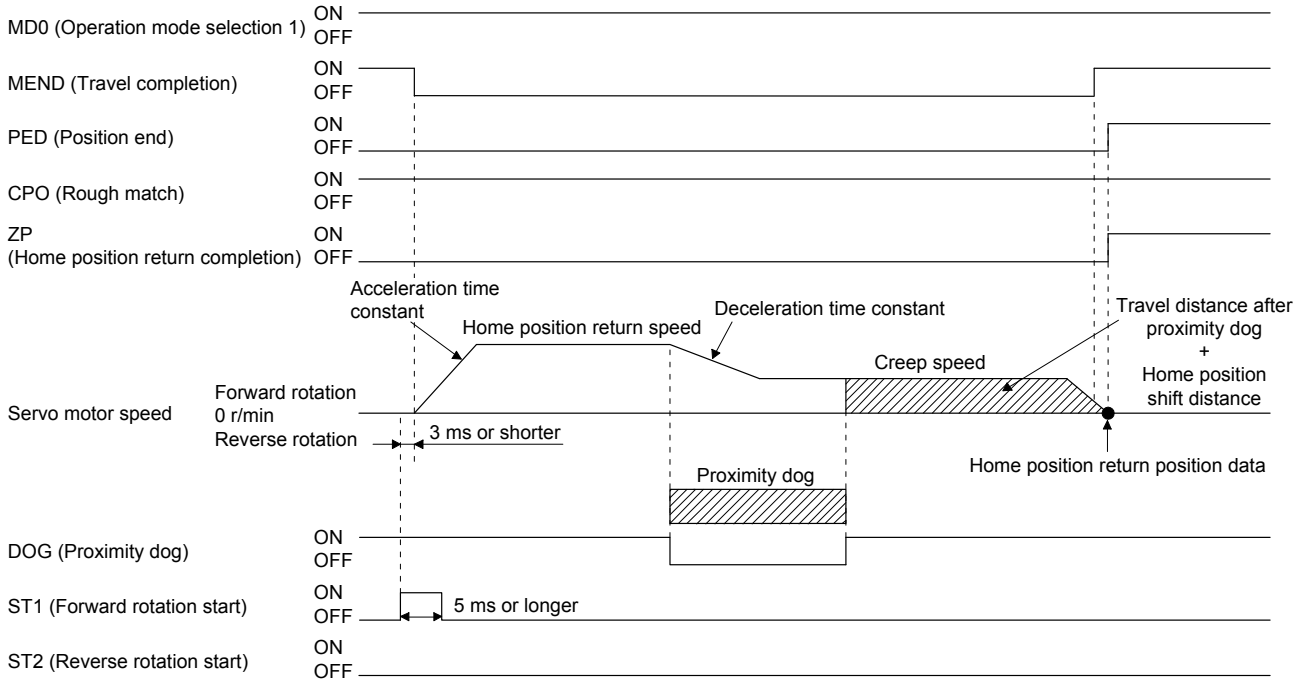 MD0 (Operation mode selection 1)
ON
OFF
MEND (Travel completion)
ON
OFF
PED (Position end)
ON
OFF
CPO (Rough match)
ON
OFF
ZP
(Home position return completion)
ON
OFF
Acceleration time
constant
Home position return speed
Deceleration time constant
Creep speed
Travel distance after
proximity dog
+
Home position
shift distance
Servo motor speed
Forward rotation
0 r/min
Reverse rotation
3 ms or shorter
Home position return position data
Proximity dog
DOG (Proximity dog)
ON
OFF
ST1 (Forward rotation start)
ON
OFF
5 ms or longer
ST2 (Reverse rotation start)
ON
OFF